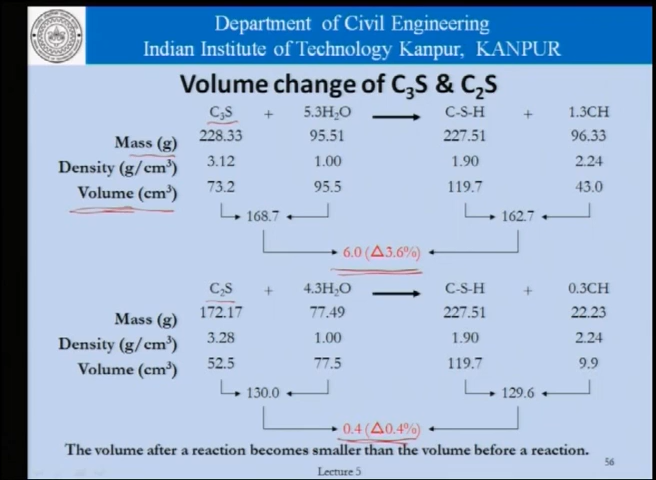 Department of Civil Engineering
Indian Institute of Technology Kanpur, KANPUR
Volume change of C₃S & C₂S
C₃S + 5.3H₂O → C-S-H + 1.3CH
Mass (g) 228.33 95.51 227.51 96.33
Density (g/cm³) 3.12 1.00 1.90 2.24
Volume (cm³) 73.2 95.5 119.7 43.0
168.7 162.7
6.0 (△3.6%)
C₂S + 4.3H₂O → C-S-H + 0.3CH
Mass (g) 172.17 77.49 227.51 22.23
Density (g/cm³) 3.28 1.00 1.90 2.24
Volume (cm³) 52.5 77.5 119.7 9.9
130.0 129.6
0.4 (△0.4%)
The volume after a reaction becomes smaller than the volume before a reaction.
56
Lecture 5